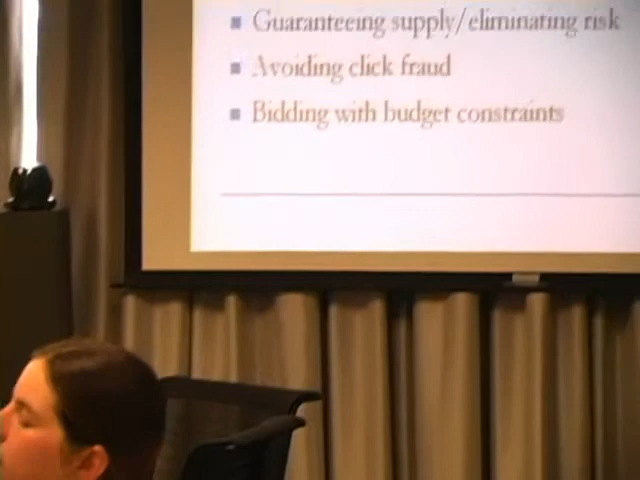 Guaranteeing supply/eliminating risk
Avoiding click fraud
Bidding with budget constraints